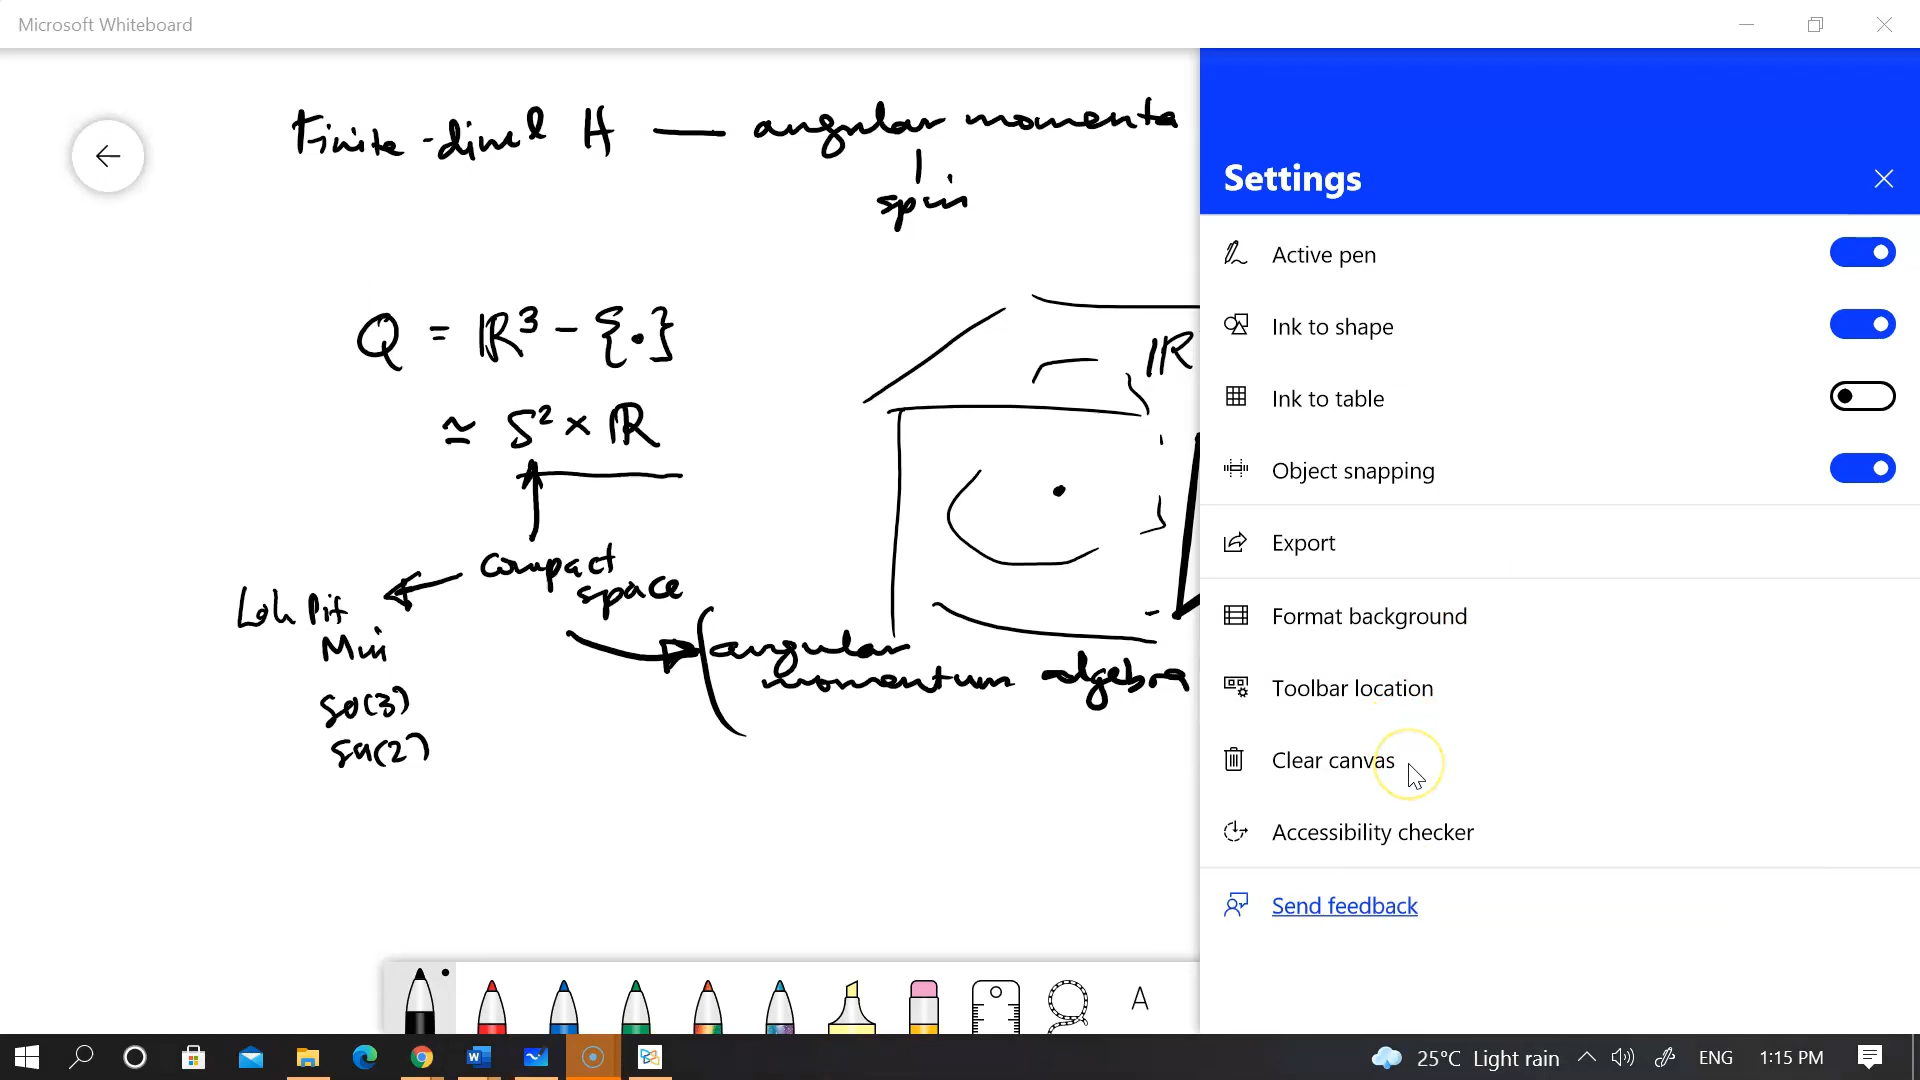 Microsoft Whiteboard
Finite-dim'l H — angular momenta
spin
Q = ℝ³ - {·}
≃ S² × ℝ
compact
space
Loh Pit
Min
so(3)
su(2)
angular
momentum algebra
ℝ
Settings
Active pen
Ink to shape
Ink to table
Object snapping
Export
Format background
Toolbar location
Clear canvas
Accessibility checker
Send feedback
A
25°C Light rain
ENG
1:15 PM